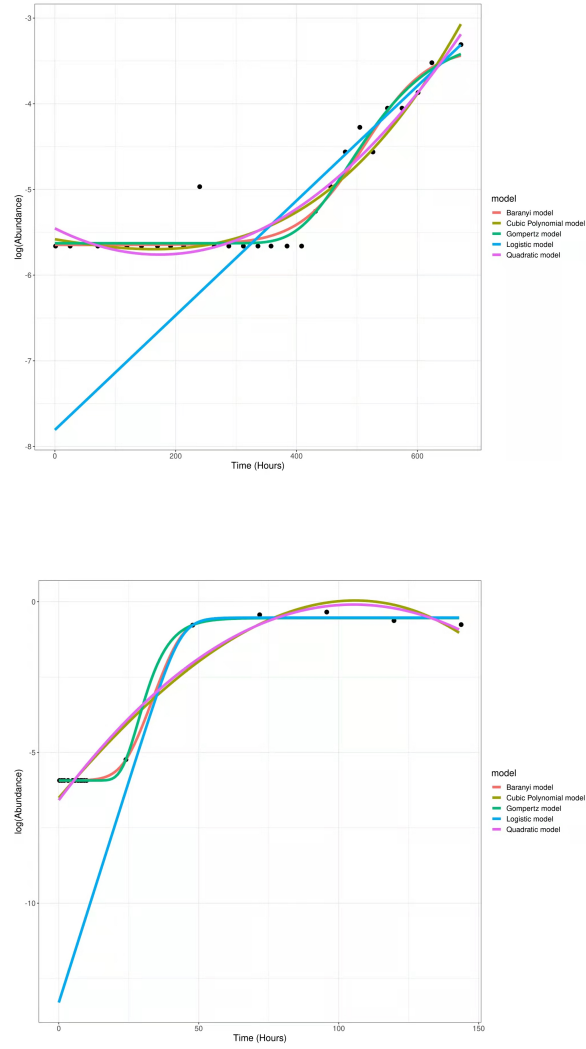 -3
-4
-5
-6
-7
-8
log(Abundance)
0
200
400
600
Time (Hours)
model
Baranyi model
Cubic Polynomial model
Gompertz model
Logistic model
Quadratic model
0
-5
-10
log(Abundance)
0
50
100
150
Time (Hours)
model
Baranyi model
Cubic Polynomial model
Gompertz model
Logistic model
Quadratic model